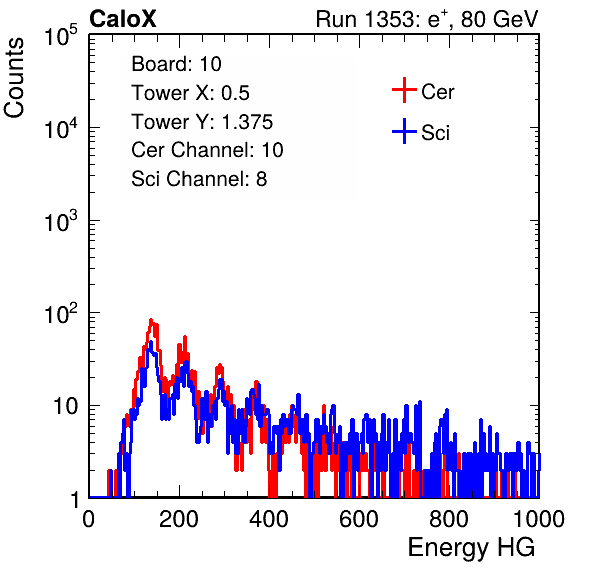 CaloX Run 1353: e⁺, 80 GeV
Counts
Board: 10
Tower X: 0.5
Tower Y: 1.375
Cer Channel: 10
Sci Channel: 8
Cer
Sci
10⁵
10⁴
10³
10²
10
1
0 200 400 600 800 1000
Energy HG